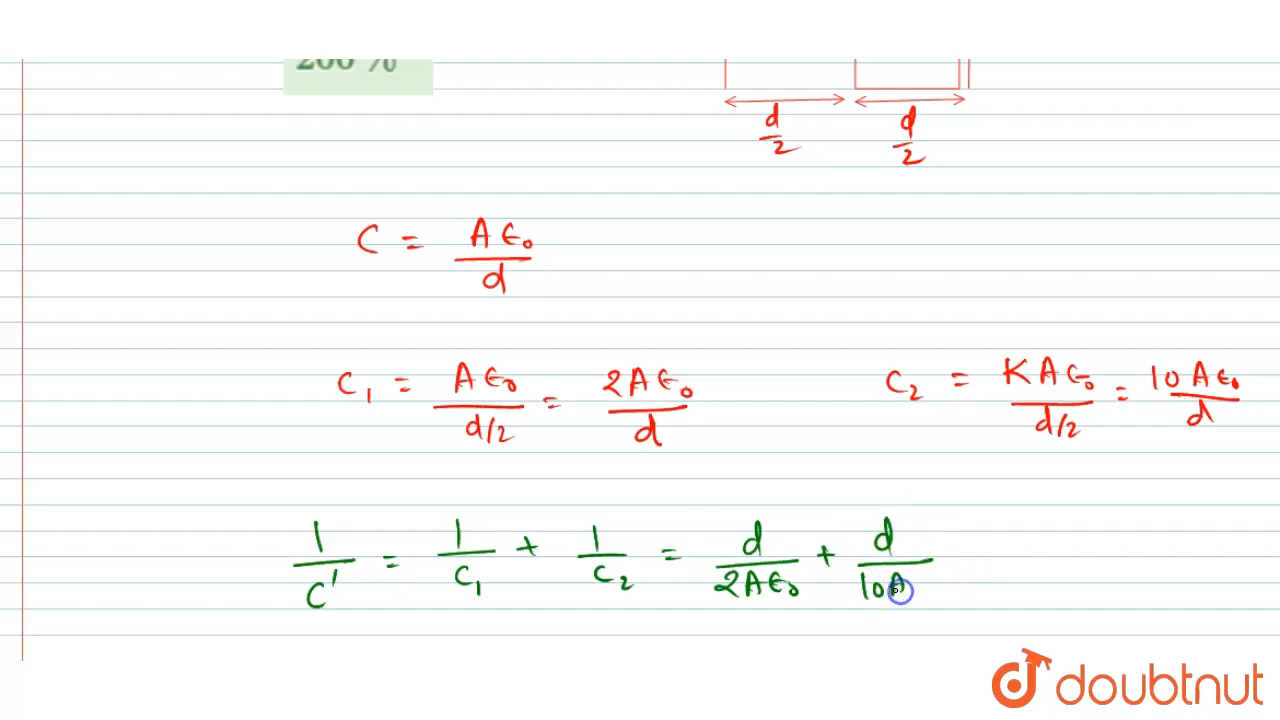 200 %
d/2 d/2
C = Aϵ₀/d
C₁ = Aϵ₀/d/2 = 2Aϵ₀/d C₂ = KAϵ₀/d/2 = 10Aϵ₀/d
1/C' = 1/C₁ + 1/C₂ = d/2Aϵ₀ + d/10A
doubtnut